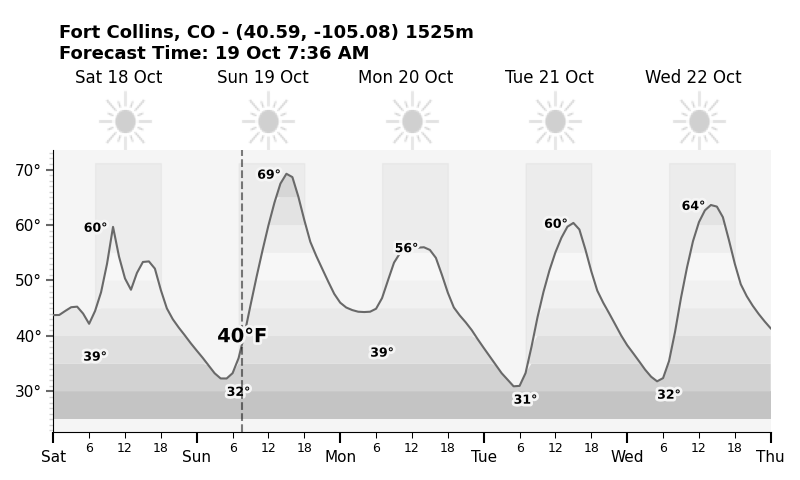 Fort Collins, CO - (40.59, -105.08) 1525m
Forecast Time: 19 Oct 7:36 AM
Sat 18 Oct Sun 19 Oct Mon 20 Oct Tue 21 Oct Wed 22 Oct
70°
69°
64°
60° 60° 60°
56°
50°
40° 40°F
39° 39°
30° 32° 31° 32°
6 12 18 6 12 18 6 12 18 6 12 18 6 12 18
Sat Sun Mon Tue Wed Thu